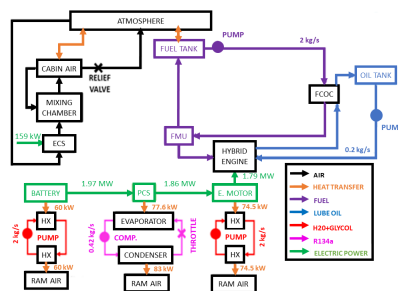 ATMOSPHERE
FUEL TANK
PUMP
2 kg/s
OIL TANK
CABIN AIR
RELIEF
VALVE
FCOC
MIXING
CHAMBER
PUM
159 kW
ECS
FMU
HYBRID
ENGINE
0.2 kg/s
1.79 MW
BATTERY
1.97 MW
PCS
1.86 MW
E. MOTOR
60 kW
77.6 kW
74.5 kW
HX
EVAPORATOR
HX
2 kg/s
PUMP
0.42 kg/s
COMP.
THROTTLE
PUMP
2 kg/s
HX
CONDENSER
HX
60 kW
83 kW
74.5 kW
RAM AIR
RAM AIR
RAM AIR
AIR
HEAT TRANSFER
FUEL
LUBE OIL
H20+GLYCOL
R134a
ELECTRIC POWER